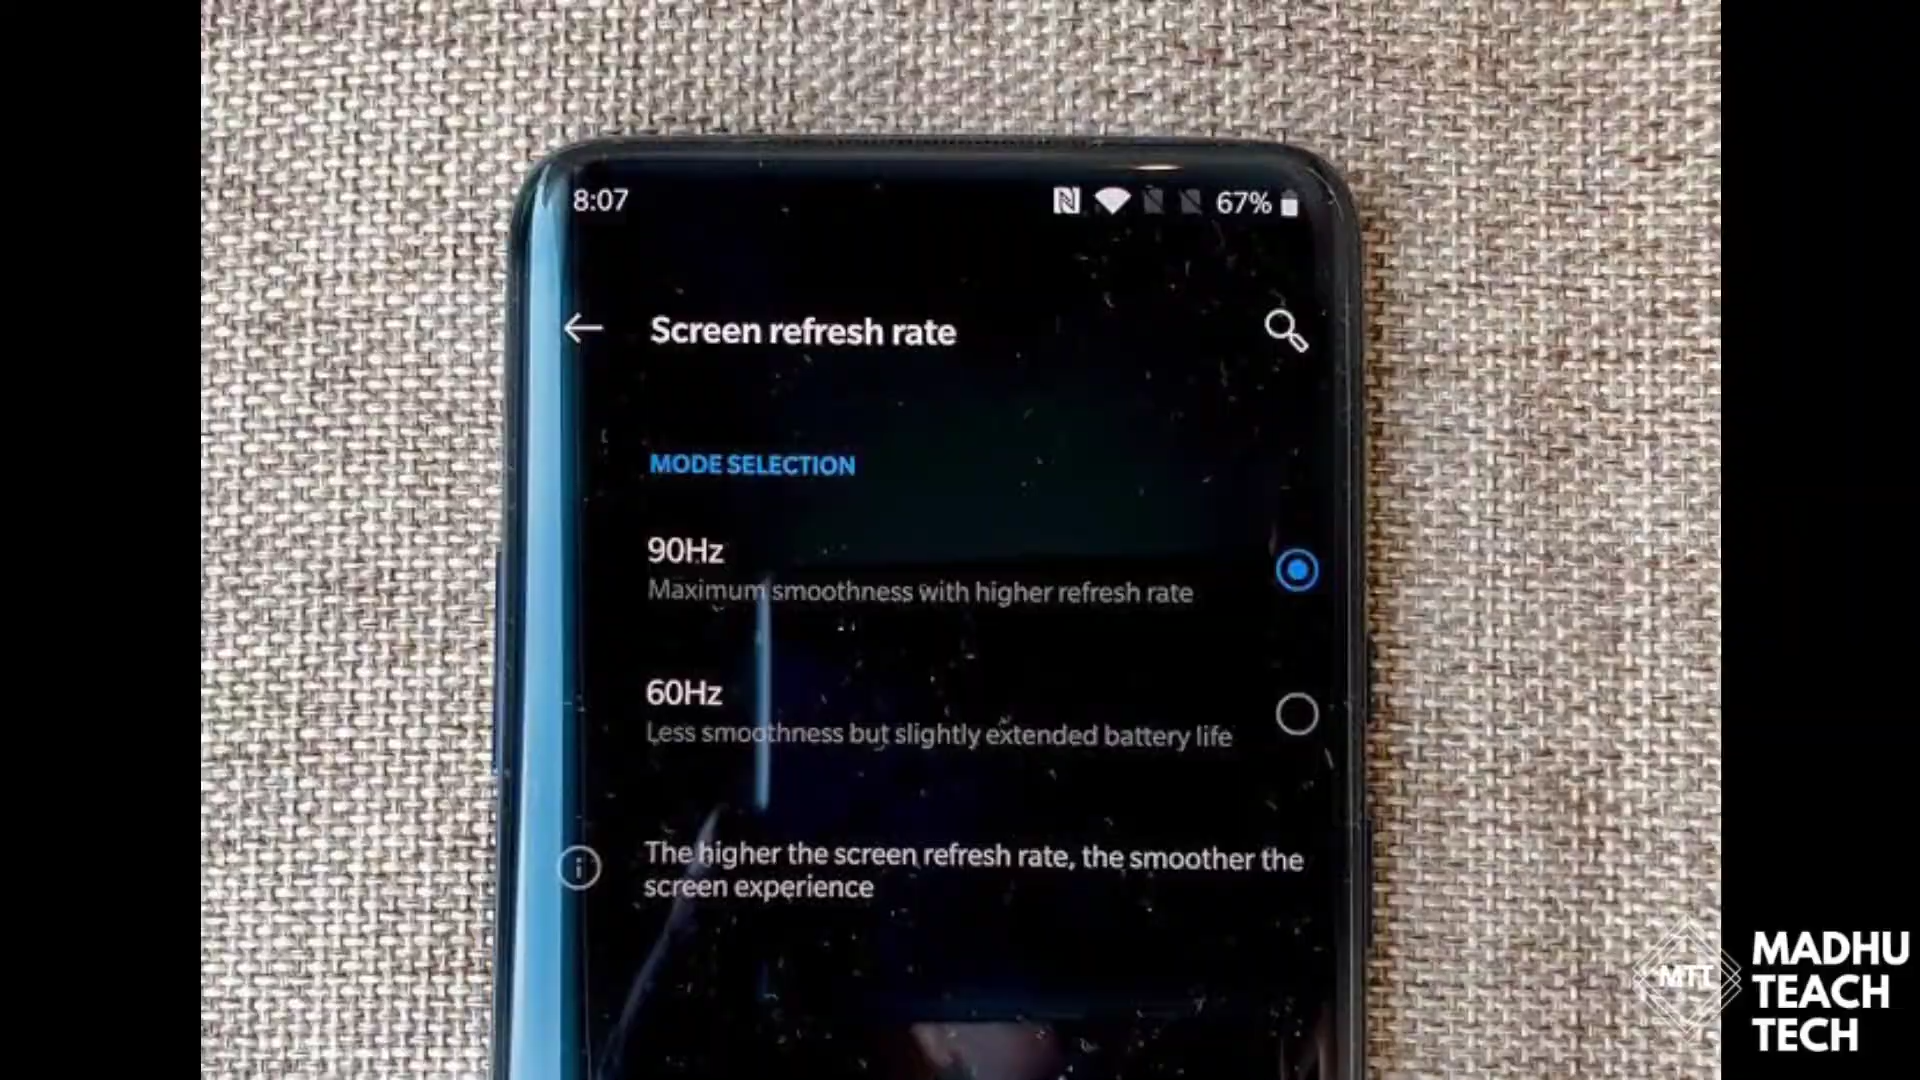 8:07
67%
Screen refresh rate
MODE SELECTION
90Hz
Maximum smoothness with higher refresh rate
60Hz
Less smoothness but slightly extended battery life
The higher the screen refresh rate, the smoother the
screen experience
MTT
MADHU
TEACH
TECH